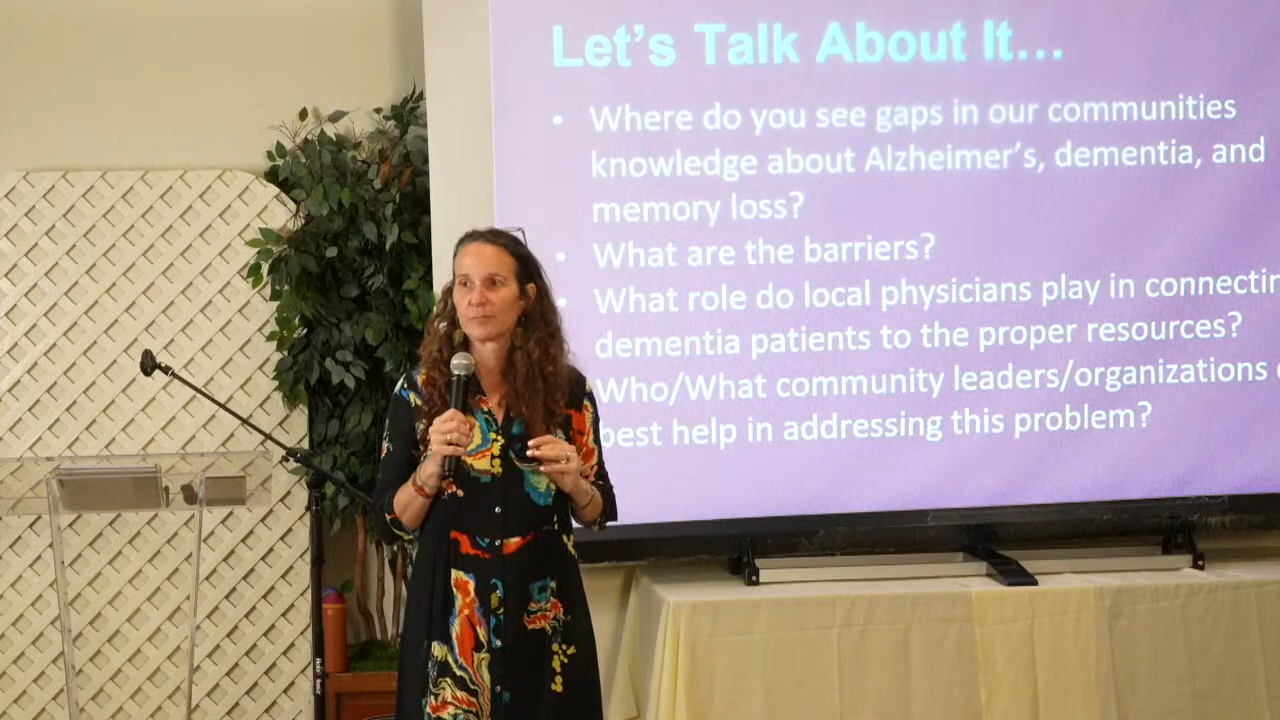 Let's Talk About It...
• Where do you see gaps in our communities
knowledge about Alzheimer's, dementia, and
memory loss?
• What are the barriers?
• What role do local physicians play in connectin
dementia patients to the proper resources?
Who/What community leaders/organizations
best help in addressing this problem?